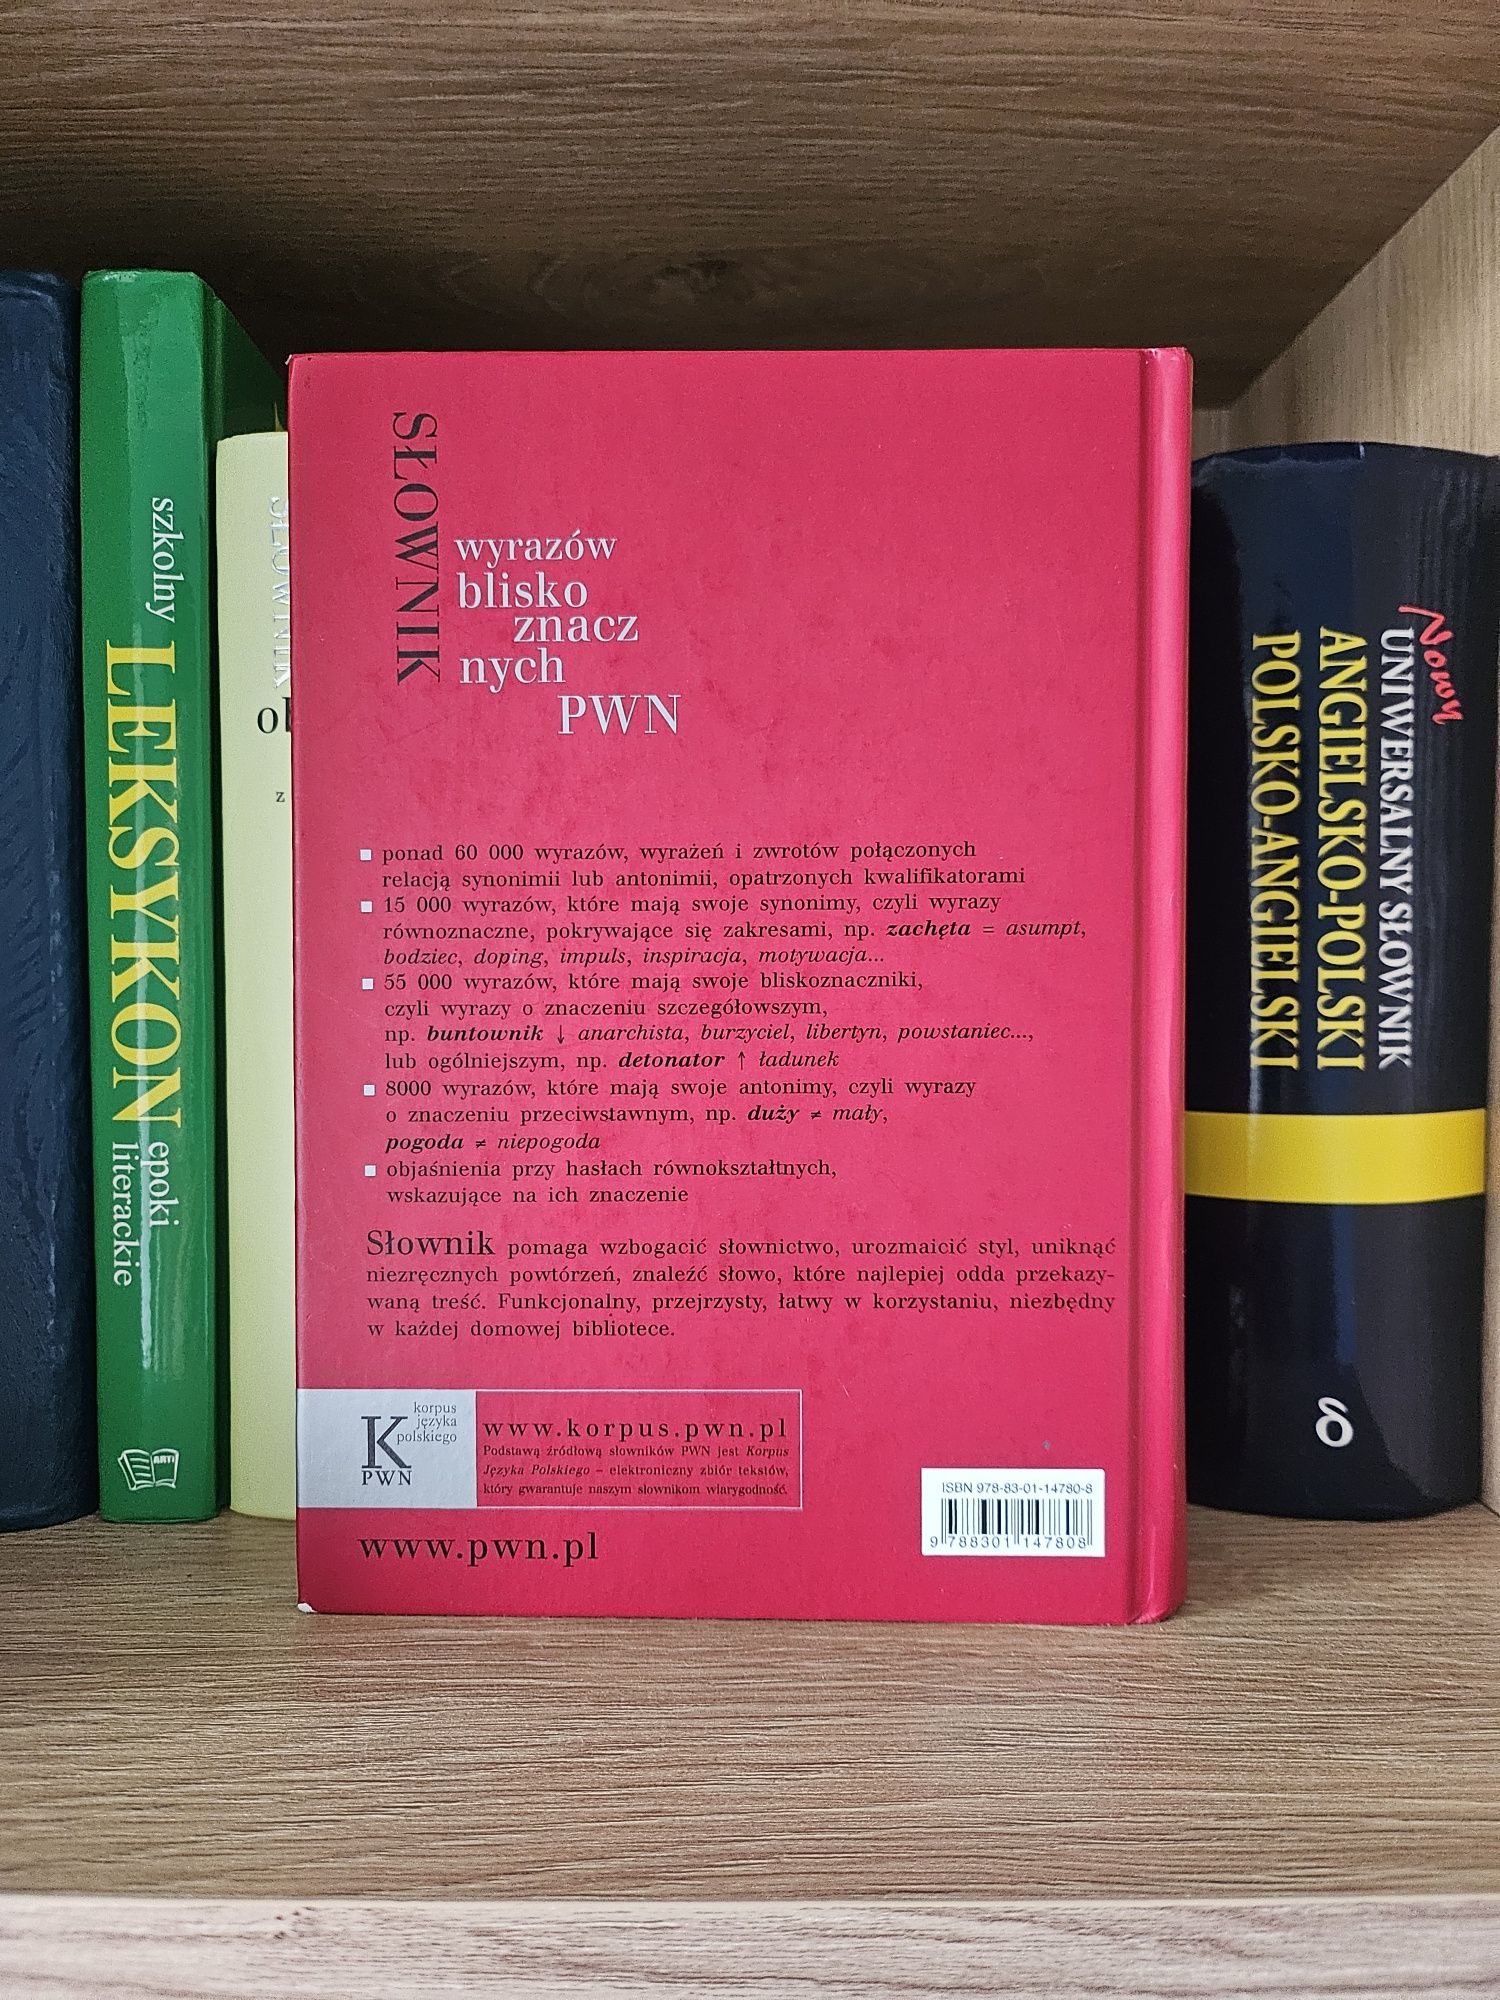 szkolny
LEKSYKON
epoki
literackie
ARTI
SŁOWNIK
z
SŁOWNIK
wyrazów
blisko
znacz
nych
PWN
ponad 60 000 wyrazów, wyrażeń i zwrotów połączonych
relacją synonimii lub antonimii, opatrzonych kwalifikatorami
15 000 wyrazów, które mają swoje synonimy, czyli wyrazy
równoznaczne, pokrywające się zakresami, np. zachęta = asumpt,
bodziec, doping, impuls, inspiracja, motywacja...
55 000 wyrazów, które mają swoje bliskoznaczniki,
czyli wyrazy o znaczeniu szczegółowszym,
np. buntownik ↓ anarchista, burzyciel, libertyn, powstaniec...,
lub ogólniejszym, np. detonator ↑ ładunek
8000 wyrazów, które mają swoje antonimy, czyli wyrazy
o znaczeniu przeciwstawnym, np. duży ≠ mały,
pogoda ≠ niepogoda
objaśnienia przy hasłach równokształtnych,
wskazujące na ich znaczenie
Słownik pomaga wzbogacić słownictwo, urozmaicić styl, uniknąć
niezręcznych powtórzeń, znaleźć słowo, które najlepiej odda przekazy-
waną treść. Funkcjonalny, przejrzysty, łatwy w korzystaniu, niezbędny
w każdej domowej bibliotece.
korpus
języka
polskiego
K
PWN
www.korpus.pwn.pl
Podstawą źródłową słowników PWN jest Korpus
Języka Polskiego – elektroniczny zbiór tekstów,
który gwarantuje naszym słownikom wiarygodność.
www.pwn.pl
ISBN 978-83-01-14780-8
9 788301 147808
Nowy
UNIWERSALNY SŁOWNIK
ANGIELSKO-POLSKI
POLSKO-ANGIELSKI